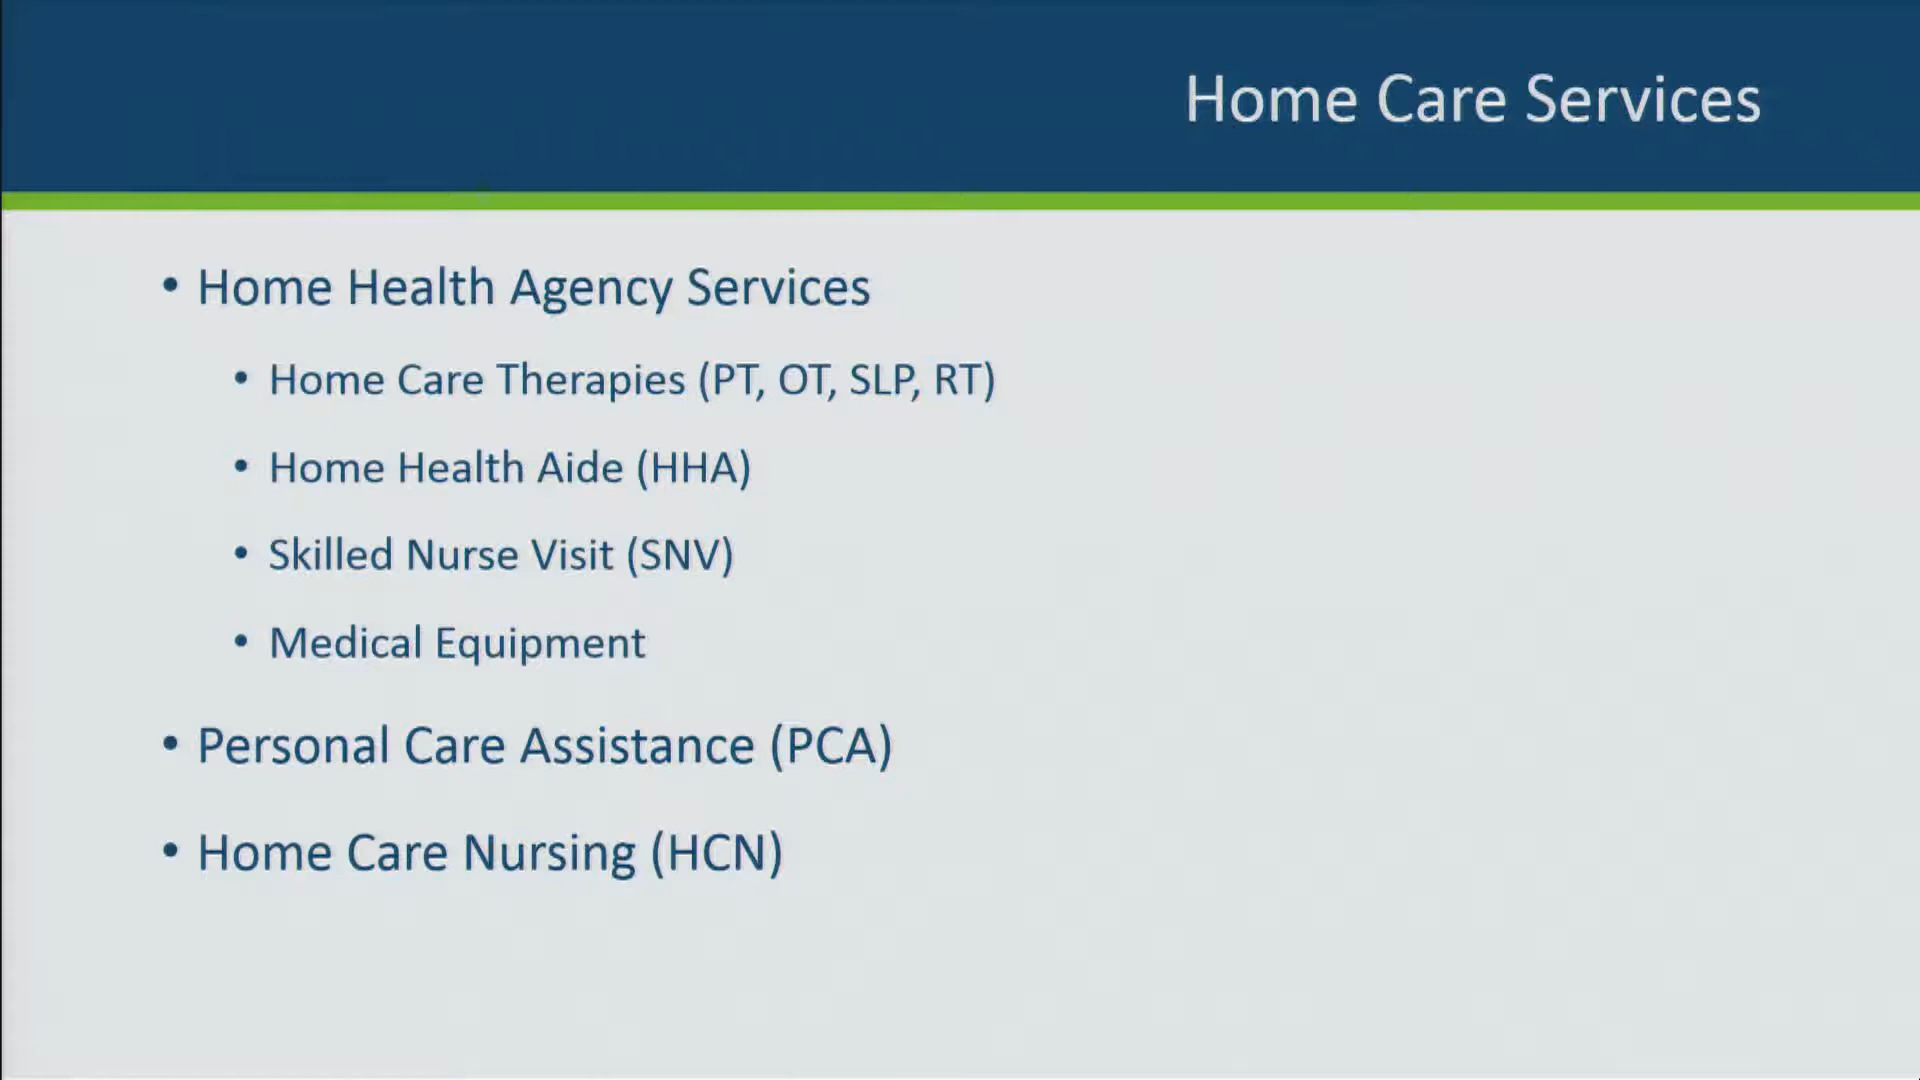 Home Care Services
• Home Health Agency Services
• Home Care Therapies (PT, OT, SLP, RT)
• Home Health Aide (HHA)
• Skilled Nurse Visit (SNV)
• Medical Equipment
• Personal Care Assistance (PCA)
• Home Care Nursing (HCN)